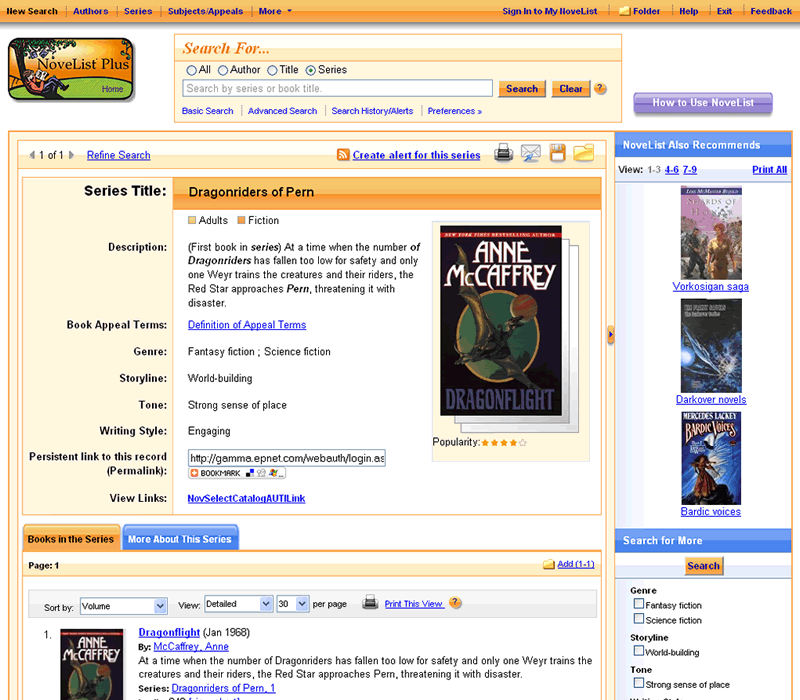 New Search Authors Series Subjects/Appeals More Sign In to My NoveList Folder Help Exit Feedback
NoveList Plus
Home
Search For...
All Author Title Series
Search by series or book title.
Search Clear ?
Basic Search Advanced Search Search History/Alerts Preferences »
How to Use NoveList
1 of 1 Refine Search Create alert for this series
Series Title: Dragonriders of Pern
Adults Fiction
Description: (First book in series) At a time when the number of
Dragonriders has fallen too low for safety and only
one Weyr trains the creatures and their riders, the
Red Star approaches Pern, threatening it with
disaster.
Book Appeal Terms: Definition of Appeal Terms
Genre: Fantasy fiction ; Science fiction
Storyline: World-building
Tone: Strong sense of place
Writing Style: Engaging
Persistent link to this record
(Permalink):
http://gamma.epnet.com/webauth/login.as
BOOKMARK
View Links: NovSelectCatalogAUTILink
NEW YORK TIMES BESTSELLING AUTHOR
ANNE
McCAFFREY
DRAGONFLIGHT
Popularity:
Books in the Series More About This Series
Page: 1 Add (1-1)
Sort by: Volume View: Detailed 30 per page Print This View ?
1.
ANNE
McCAFFREY
Dragonflight (Jan 1968)
By: McCaffrey, Anne
At a time when the number of Dragonriders has fallen too low for safety and only one Weyr trains the
creatures and their riders, the Red Star approaches Pern, threatening it with disaster.
Series: Dragonriders of Pern, 1
NoveList Also Recommends
View: 1-3 4-6 7-9 Print All
LOIS McMASTER BUJOLD
SHARDS OF
HONOR
Vorkosigan saga
Darkover novels
MERCEDES LACKEY
BARDIC VOICES
Bardic voices
Search for More
Search
Genre
Fantasy fiction
Science fiction
Storyline
World-building
Tone
Strong sense of place